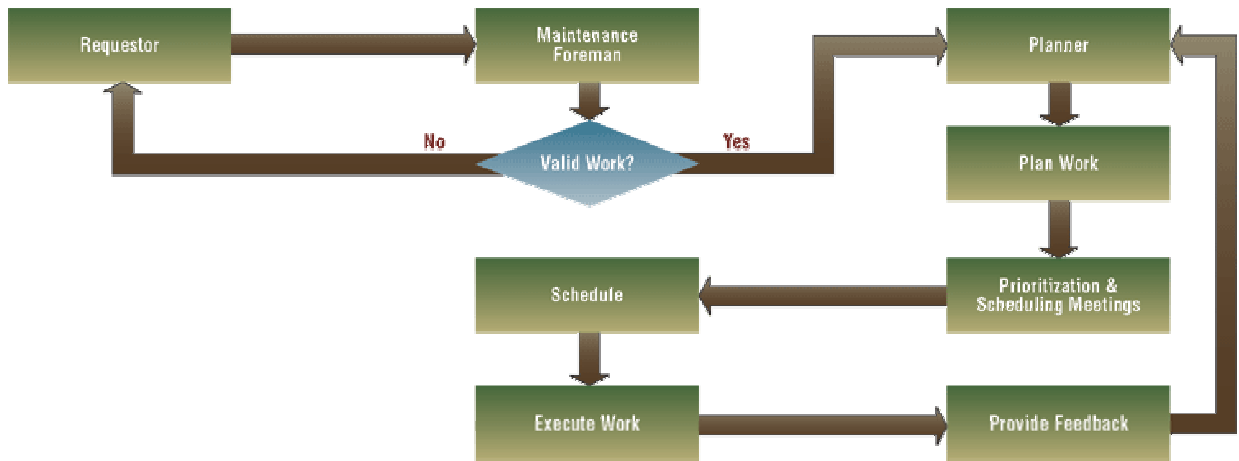 Requestor
Maintenance
Foreman
Planner
No
Valid Work?
Yes
Plan Work
Schedule
Prioritization &
Scheduling Meetings
Execute Work
Provide Feedback